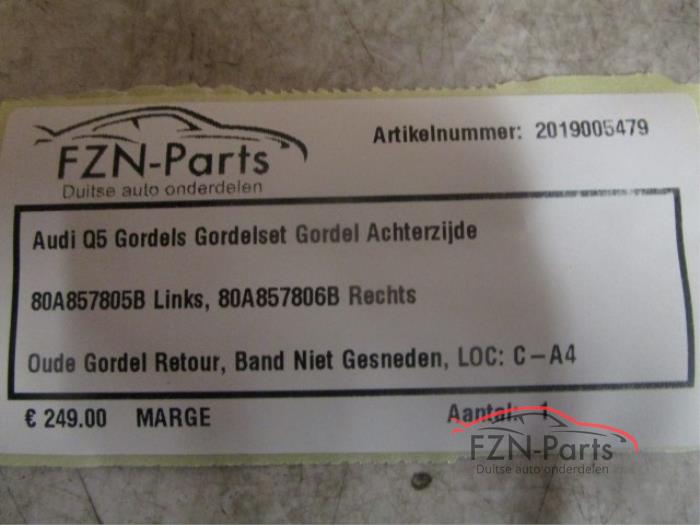 FZN-Parts
Duitse auto onderdelen
Artikelnummer: 2019005479
Audi Q5 Gordels Gordelset Gordel Achterzijde
80A857805B Links, 80A857806B Rechts
Oude Gordel Retour, Band Niet Gesneden, LOC: C-A4
€ 249.00 MARGE
Aantal: 1
FZN-Parts
Duitse auto onderdelen